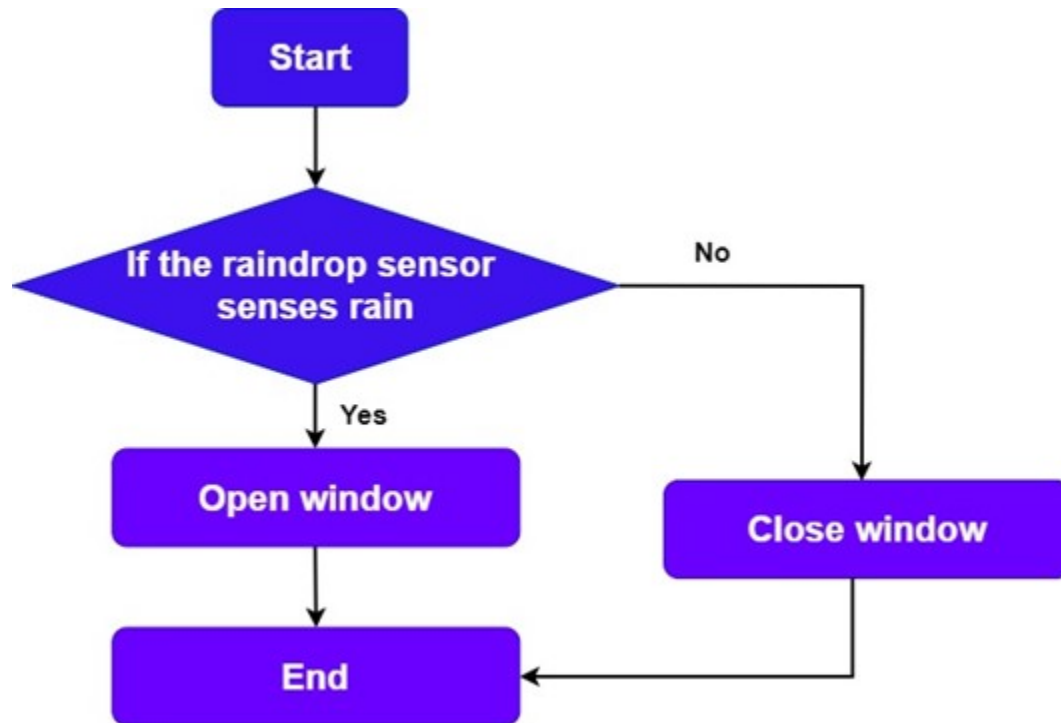 Start
If the raindrop sensor
senses rain
No
Yes
Open window
Close window
End